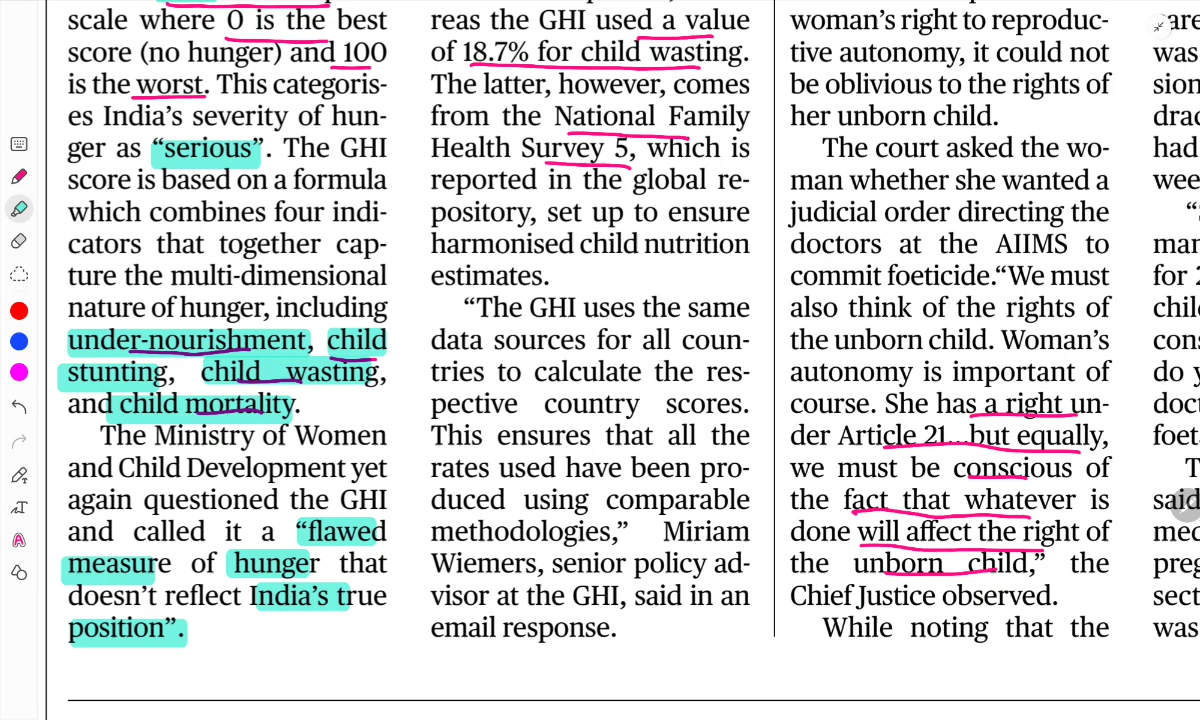 scale where 0 is the best
score (no hunger) and 100
is the worst. This categoris-
es India’s severity of hun-
ger as “serious”. The GHI
score is based on a formula
which combines four indi-
cators that together cap-
ture the multi-dimensional
nature of hunger, including
under-nourishment, child
stunting, child wasting,
and child mortality.
The Ministry of Women
and Child Development yet
again questioned the GHI
and called it a “flawed
measure of hunger that
doesn’t reflect India’s true
position”.
reas the GHI used a value
of 18.7% for child wasting.
The latter, however, comes
from the National Family
Health Survey 5, which is
reported in the global re-
pository, set up to ensure
harmonised child nutrition
estimates.
“The GHI uses the same
data sources for all coun-
tries to calculate the res-
pective country scores.
This ensures that all the
rates used have been pro-
duced using comparable
methodologies,” Miriam
Wiemers, senior policy ad-
visor at the GHI, said in an
email response.
woman’s right to reproduc-
tive autonomy, it could not
be oblivious to the rights of
her unborn child.
The court asked the wo-
man whether she wanted a
judicial order directing the
doctors at the AIIMS to
commit foeticide.“We must
also think of the rights of
the unborn child. Woman’s
autonomy is important of
course. She has a right un-
der Article 21...but equally,
we must be conscious of
the fact that whatever is
done will affect the right of
the unborn child,” the
Chief Justice observed.
While noting that the
was
had
for
do
said
was